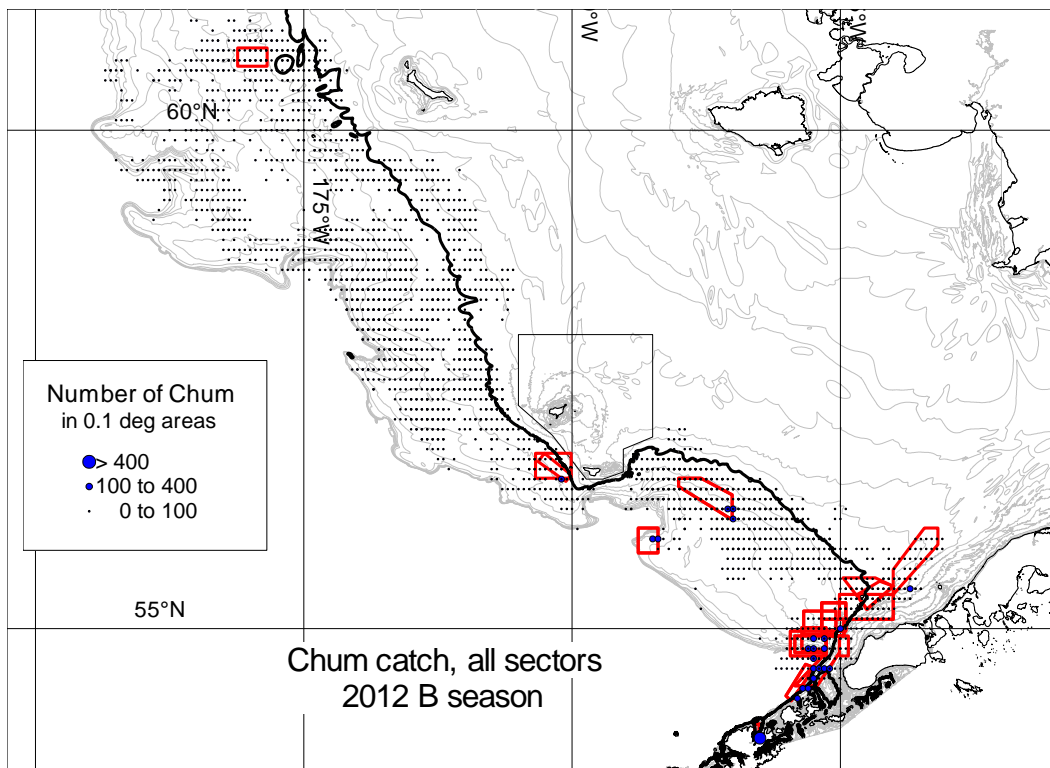 °W
°W
60°N
175°W
Number of Chum
in 0.1 deg areas
> 400
100 to 400
0 to 100
55°N
Chum catch, all sectors
2012 B season